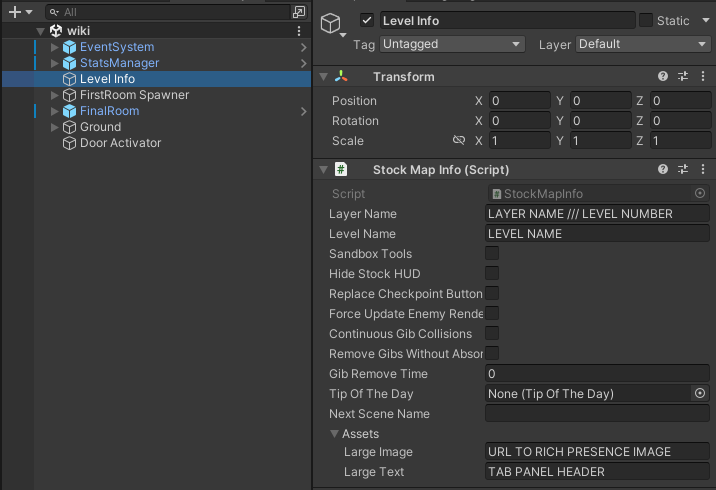 All
wiki
EventSystem
StatsManager
Level Info
FirstRoom Spawner
FinalRoom
Ground
Door Activator
Level Info
Static
Tag Untagged Layer Default
Transform
Position X 0 Y 0 Z 0
Rotation X 0 Y 0 Z 0
Scale X 1 Y 1 Z 1
# Stock Map Info (Script)
Script # StockMapInfo
Layer Name LAYER NAME /// LEVEL NUMBER
Level Name LEVEL NAME
Sandbox Tools
Hide Stock HUD
Replace Checkpoint Button
Force Update Enemy Rende
Continuous Gib Collisions
Remove Gibs Without Absor
Gib Remove Time 0
Tip Of The Day None (Tip Of The Day)
Next Scene Name
Assets
Large Image URL TO RICH PRESENCE IMAGE
Large Text TAB PANEL HEADER